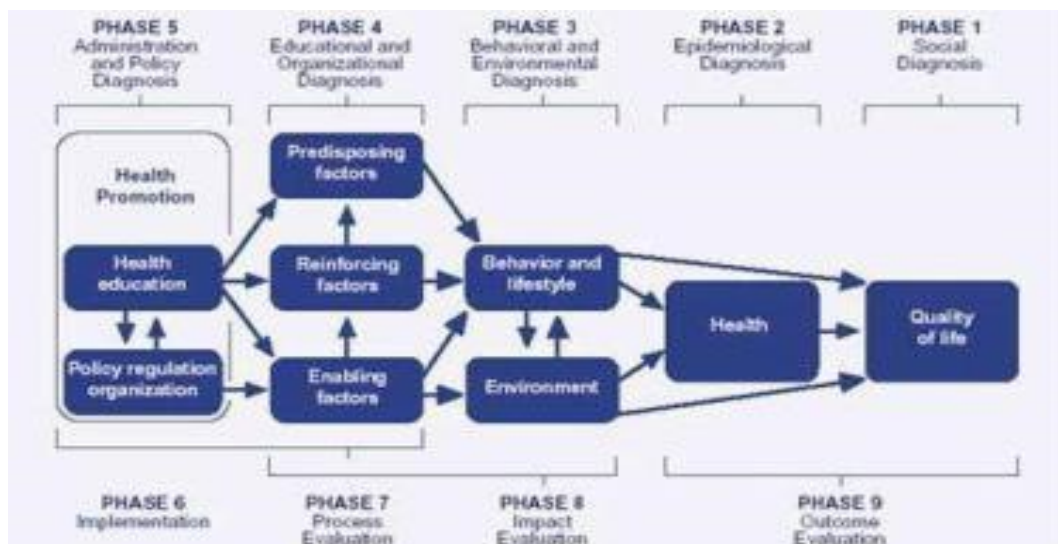 PHASE 5
Administration
and Policy
Diagnosis
PHASE 4
Educational and
Organizational
Diagnosis
PHASE 3
Behavioral and
Environmental
Diagnosis
PHASE 2
Epidemiological
Diagnosis
PHASE 1
Social
Diagnosis
Health
Promotion
Predisposing
factors
Health
education
Reinforcing
factors
Behavior and
lifestyle
Health
Quality
of life
Policy regulation
organization
Enabling
factors
Environment
PHASE 6
Implementation
PHASE 7
Process
Evaluation
PHASE 8
Impact
Evaluation
PHASE 9
Outcome
Evaluation